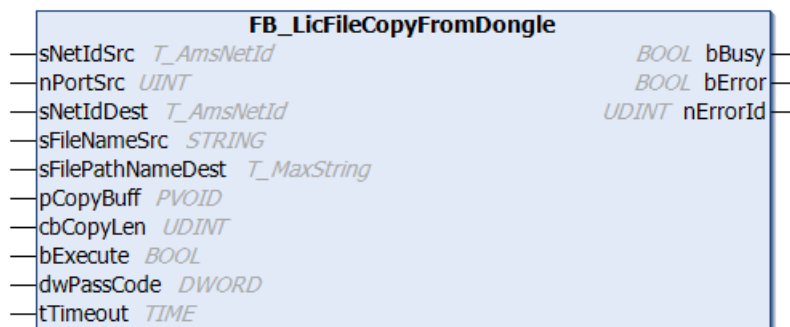 FB_LicFileCopyFromDongle
sNetIdSrc T_AmsNetId BOOL bBusy
nPortSrc UINT BOOL bError
sNetIdDest T_AmsNetId UDINT nErrorId
sFileNameSrc STRING
sFilePathNameDest T_MaxString
pCopyBuff PVOID
cbCopyLen UDINT
bExecute BOOL
dwPassCode DWORD
tTimeout TIME